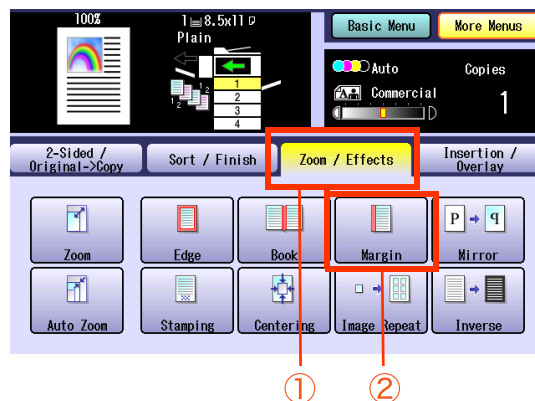 100%
1 8.5x11
Plain
Basic Menu
More Menus
1
2
3
4
1 2
Auto
Copies
A Commercial
1
2-Sided /
Original->Copy
Sort / Finish
Zoom / Effects
Insertion /
Overlay
P P
Zoom
Edge
Book
Margin
Mirror
Auto Zoom
Stamping
Centering
Image Repeat
Inverse
① ②